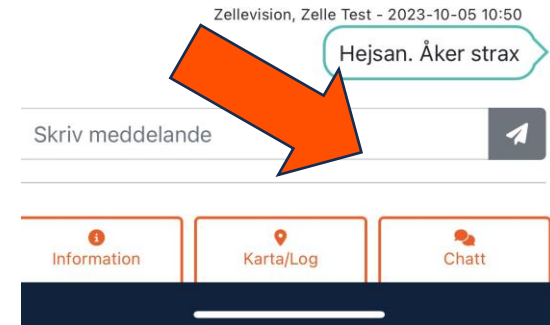 Zellevision, Zelle Test - 2023-10-05 10:50
Hejsan. Åker strax
Skriv meddelande
Information
Karta/Log
Chatt